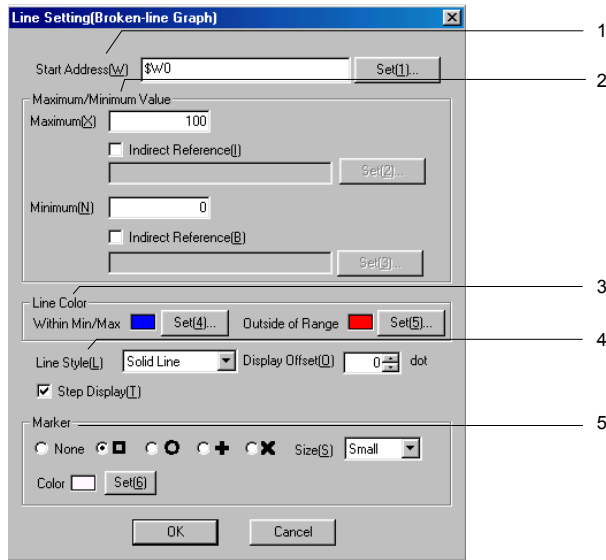 Line Setting(Broken-line Graph)
1
Start Address(W) $W0 Set(1)...
2
Maximum/Minimum Value
Maximum(X) 100
Indirect Reference(I)
Set(2)...
Minimum(N) 0
Indirect Reference(B)
Set(3)...
3
Line Color
Within Min/Max Set(4)... Outside of Range Set(5)...
4
Line Style(L) Solid Line Display Offset(O) 0 dot
Step Display(T)
Marker 5
None Size(S) Small
Color Set(6)
OK Cancel